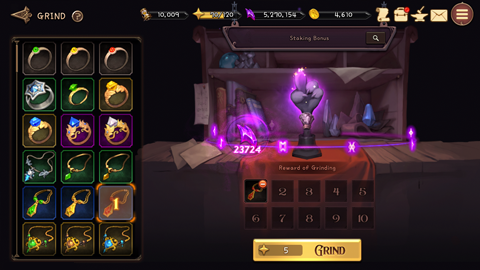 GRIND ?
10,009
5,270,154
4,610
Staking Bonus
23724
Reward of Grinding
1
2 3 4 5
6 7 8 9 10
5 GRIND